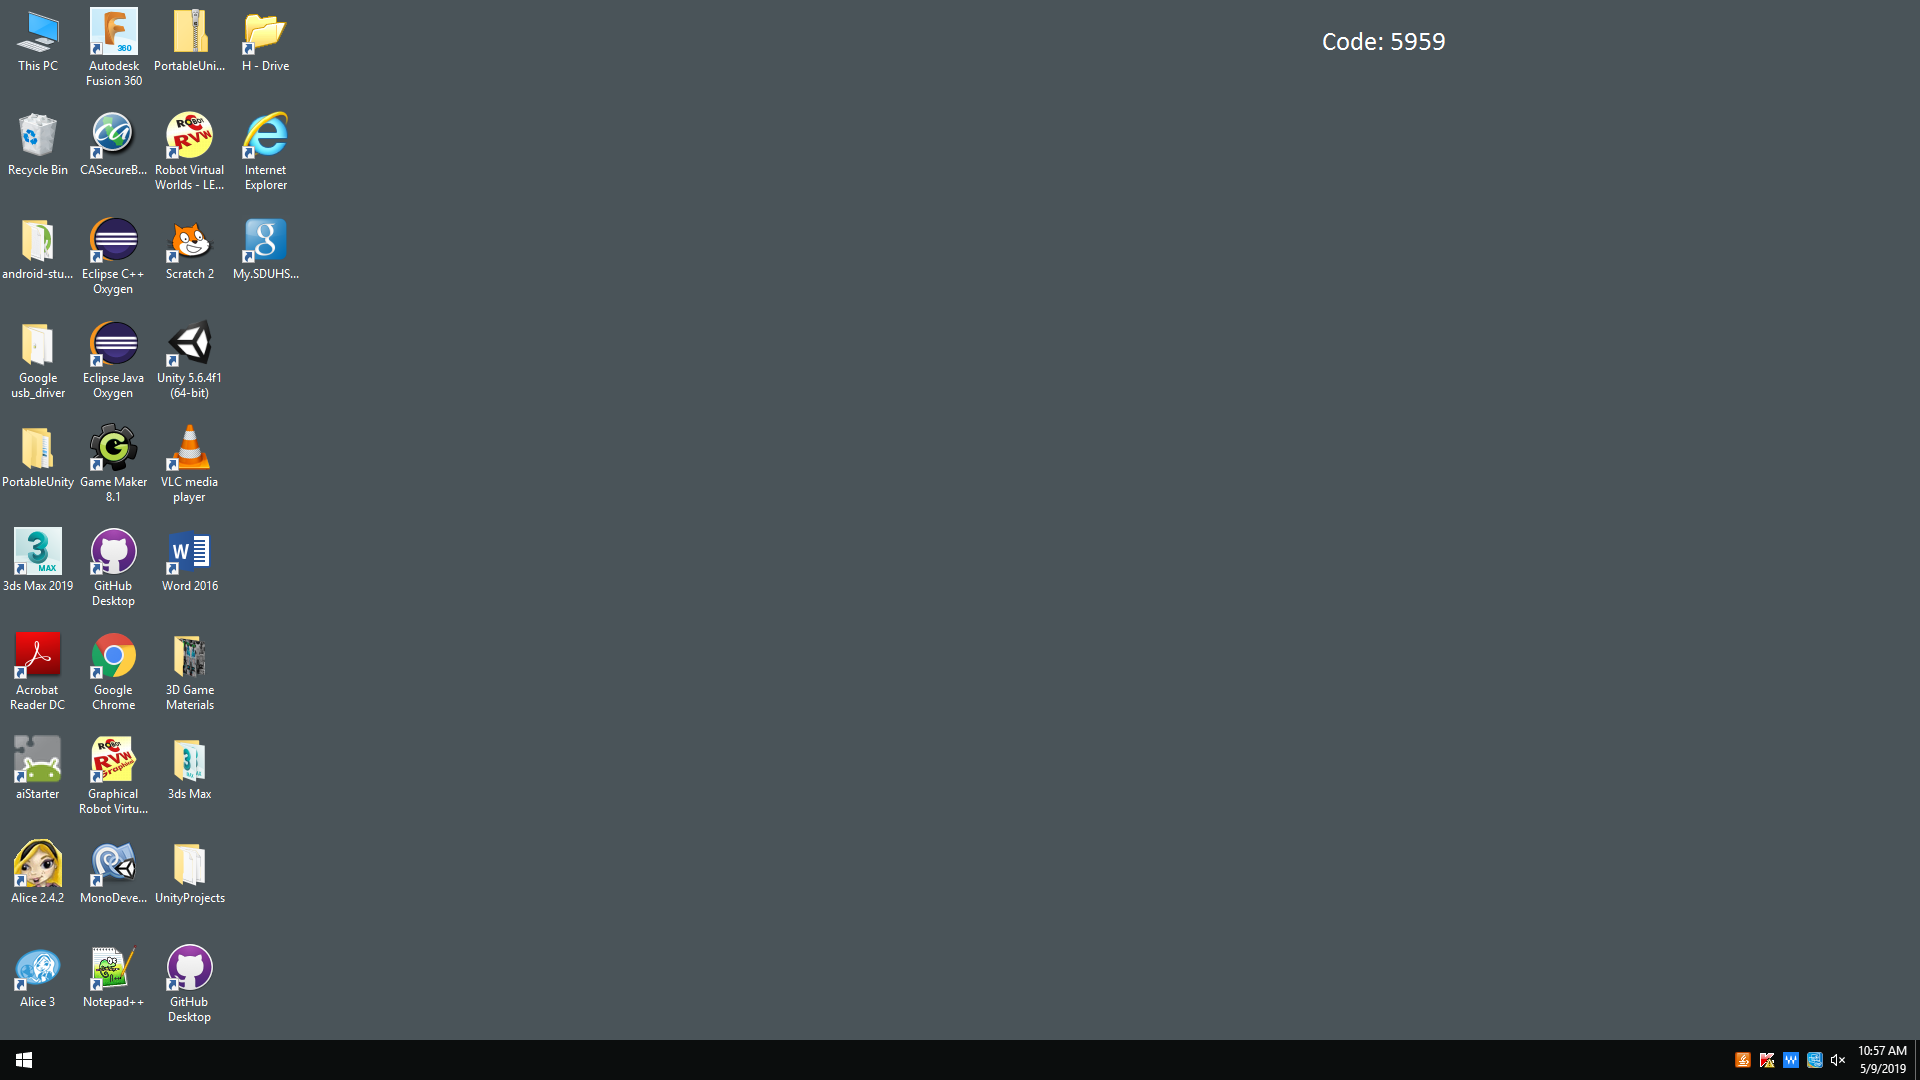 This PC
Autodesk
Fusion 360
PortableUni...
H - Drive
Code: 5959
Recycle Bin
CASecureB...
Robot Virtual
Worlds - LE...
Internet
Explorer
android-stu...
Eclipse C++
Oxygen
Scratch 2
My.SDUHS...
Google
usb_driver
Eclipse Java
Oxygen
Unity 5.6.4f1
(64-bit)
PortableUnity
Game Maker
8.1
VLC media
player
3ds Max 2019
GitHub
Desktop
Word 2016
Acrobat
Reader DC
Google
Chrome
3D Game
Materials
aiStarter
Graphical
Robot Virtu...
3ds Max
Alice 2.4.2
MonoDeve...
UnityProjects
Alice 3
Notepad++
GitHub
Desktop
10:57 AM
5/9/2019